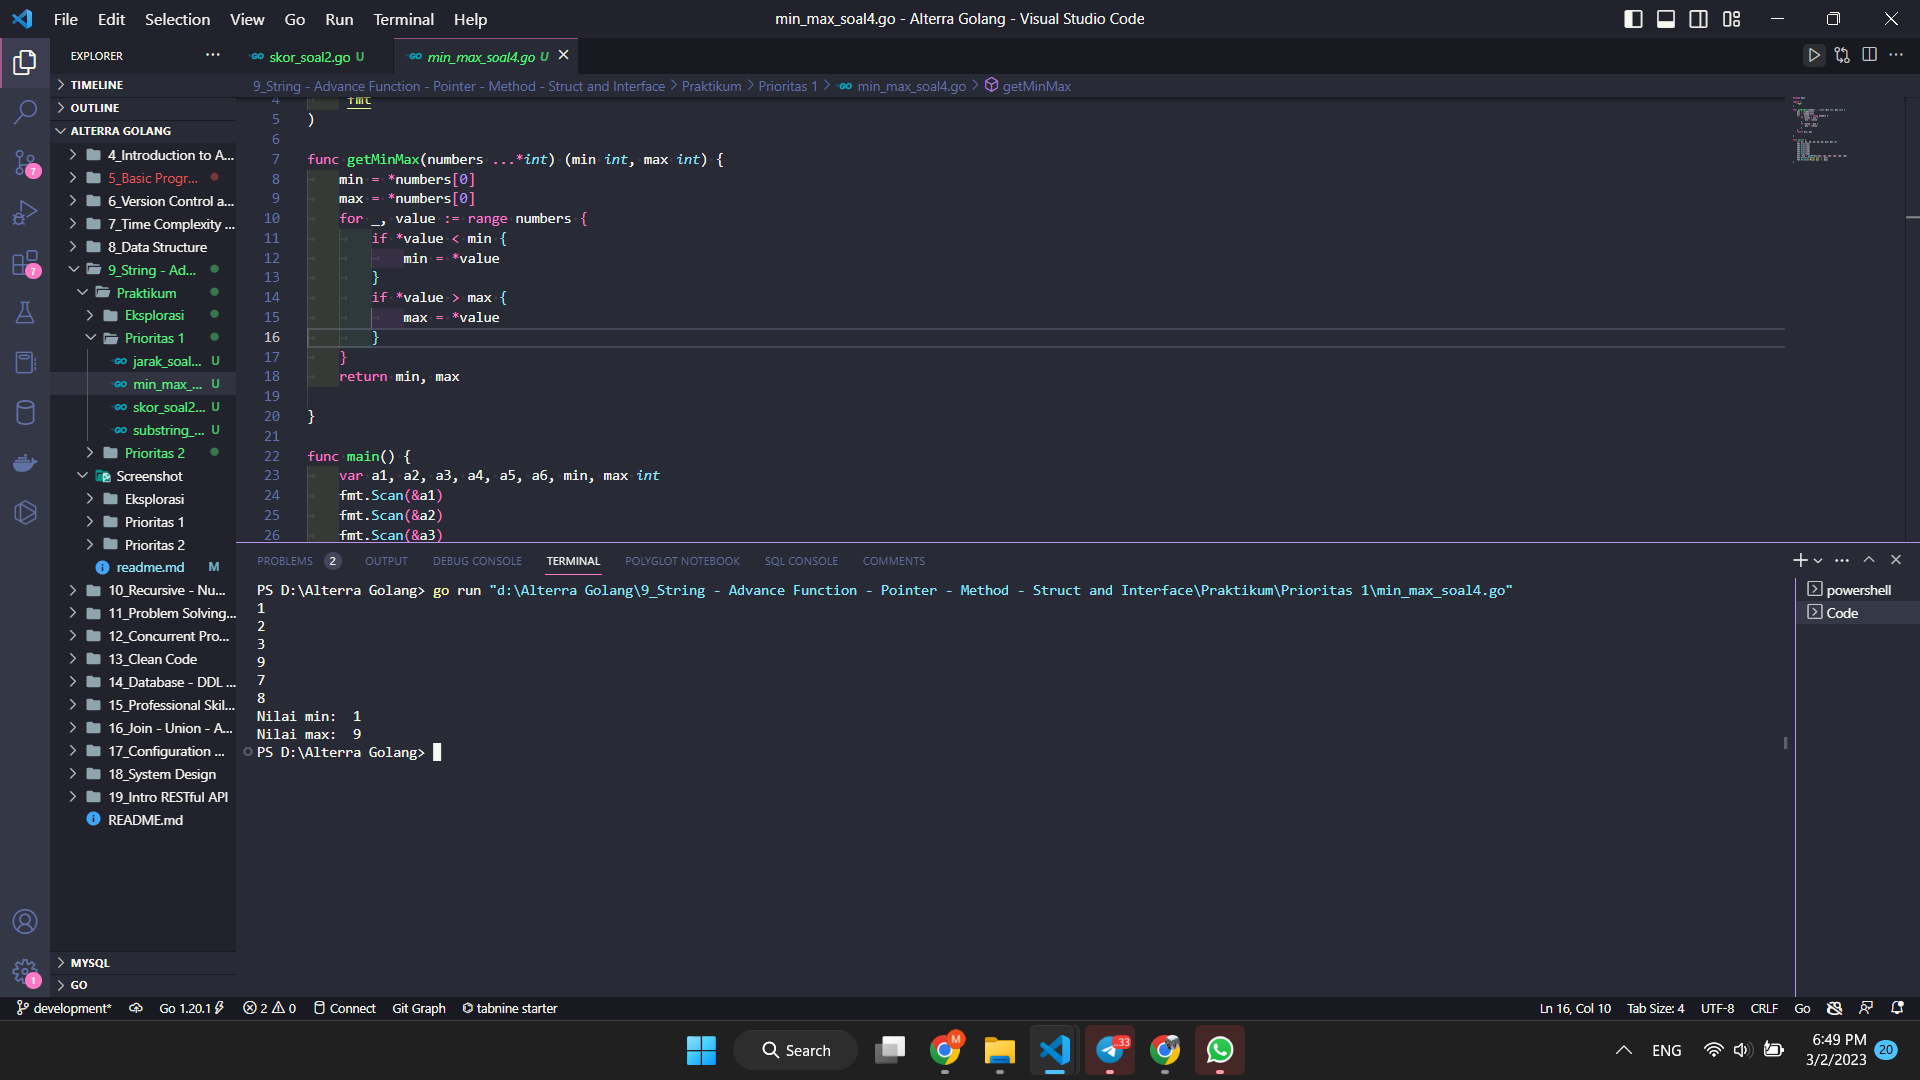 File Edit Selection View Go Run Terminal Help
min_max_soal4.go - Alterra Golang - Visual Studio Code
EXPLORER
TIMELINE
OUTLINE
ALTERRA GOLANG
4_Introduction to A...
5_Basic Progr...
6_Version Control a...
7_Time Complexity ...
8_Data Structure
9_String - Ad...
Praktikum
Eksplorasi
Prioritas 1
jarak_soal... U
min_max_... U
skor_soal2... U
substring_... U
Prioritas 2
Screenshot
Eksplorasi
Prioritas 1
Prioritas 2
readme.md M
10_Recursive - Nu...
11_Problem Solving...
12_Concurrent Pro...
13_Clean Code
14_Database - DDL ...
15_Professional Skil...
16_Join - Union - A...
17_Configuration ...
18_System Design
19_Intro RESTful API
README.md
MYSQL
GO
7
7
1
skor_soal2.go U
min_max_soal4.go U
9_String - Advance Function - Pointer - Method - Struct and Interface > Praktikum > Prioritas 1 > min_max_soal4.go > getMinMax
4 fmt
5 )
6
7 func getMinMax(numbers ...*int) (min int, max int) {
8 min = *numbers[0]
9 max = *numbers[0]
10 for _, value := range numbers {
11 if *value < min {
12 min = *value
13 }
14 if *value > max {
15 max = *value
16 }
17 }
18 return min, max
19
20 }
21
22 func main() {
23 var a1, a2, a3, a4, a5, a6, min, max int
24 fmt.Scan(&a1)
25 fmt.Scan(&a2)
26 fmt.Scan(&a3)
PROBLEMS 2 OUTPUT DEBUG CONSOLE TERMINAL POLYGLOT NOTEBOOK SQL CONSOLE COMMENTS
PS D:\Alterra Golang> go run "d:\Alterra Golang\9_String - Advance Function - Pointer - Method - Struct and Interface\Praktikum\Prioritas 1\min_max_soal4.go"
1
2
3
9
7
8
Nilai min: 1
Nilai max: 9
PS D:\Alterra Golang>
powershell
Code
development* Go 1.20.1 2 0 Connect Git Graph tabnine starter
Ln 16, Col 10 Tab Size: 4 UTF-8 CRLF Go
Search
M
33
ENG
6:49 PM
3/2/2023
20